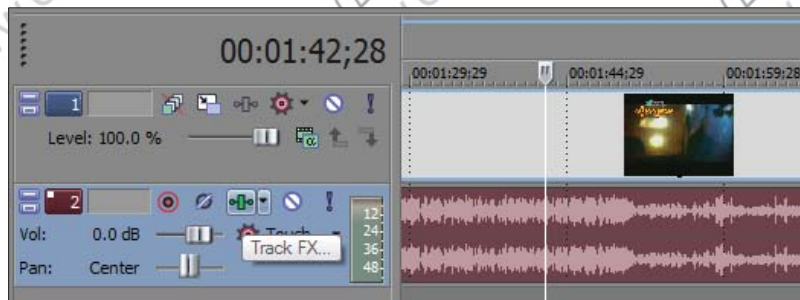 00:01:42;28
00:01:29;29 00:01:44;29 00:01:59;28
1
Level: 100.0 %
2
Vol: 0.0 dB Touch
Pan: Center
Track FX...
12
24
36
48